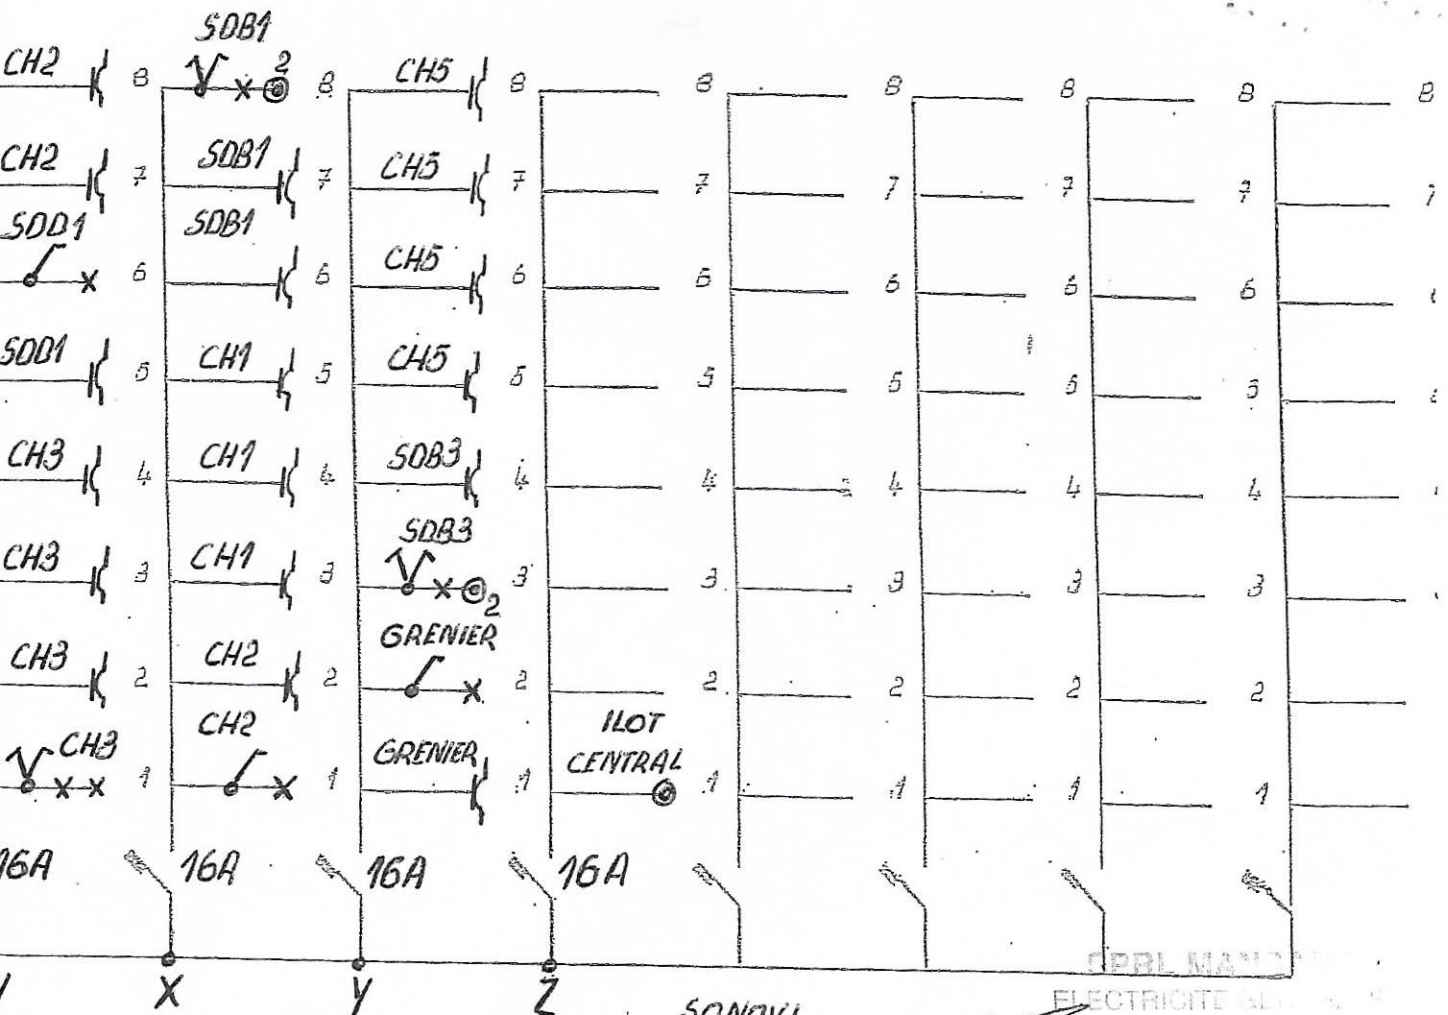 CH2 8 SDB1 2 8 CH5 8 8 8 8 8 8
CH2 7 SDB1 7 CH5 7 7 7 7 7 7
SDB1 6 SDB1 6 CH5 6 6 6 6 6
SDB1 5 CH1 5 CH5 5 5 5 5 5
CH3 4 CH1 4 SDB3 4 4 4 4 4
CH3 3 CH1 3 SDB3 2 3 3 3 3 3
CH3 2 CH2 2 GRENIER 2 2 2 2 2
CH3 1 CH2 1 GRENIER 1 ILOT
CENTRAL 1 1 1 1
16A 16A 16A 16A
X Y Z
SPRL
ELECTRICITE